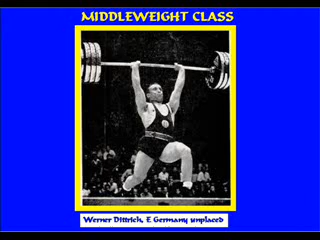 MIDDLEWEIGHT CLASS
Werner Dittrich, E Germany unplaced